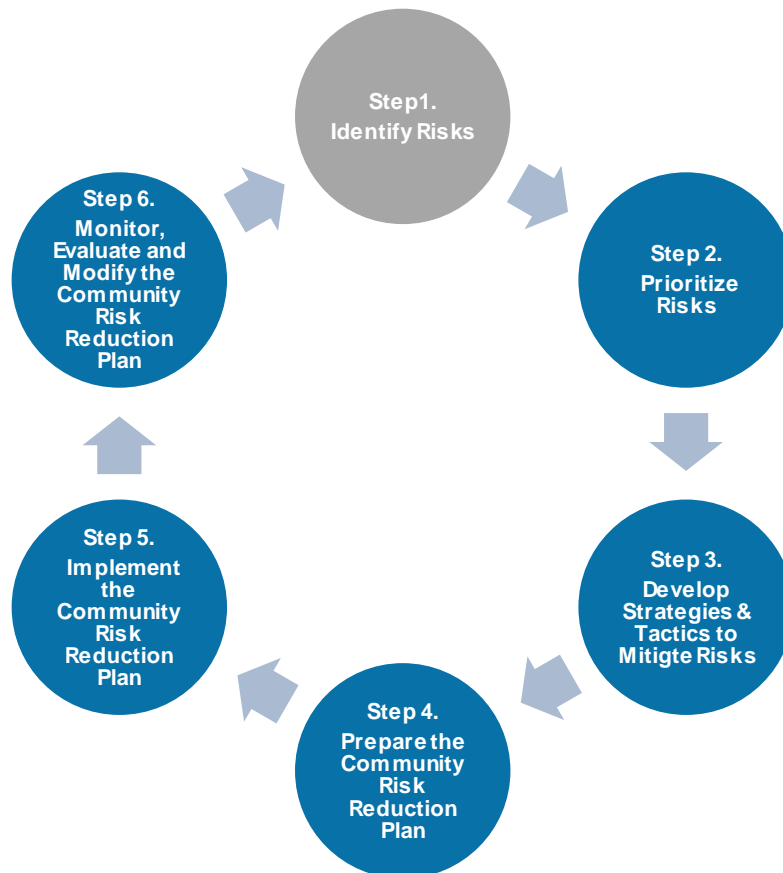 Step1.
Identify Risks
Step 2.
Prioritize
Risks
Step 3.
Develop
Strategies &
Tactics to
Mitigte Risks
Step 4.
Prepare the
Community
Risk
Reduction
Plan
Step 5.
Implement
the
Community
Risk
Reduction
Plan
Step 6.
Monitor,
Evaluate and
Modify the
Community
Risk
Reduction
Plan